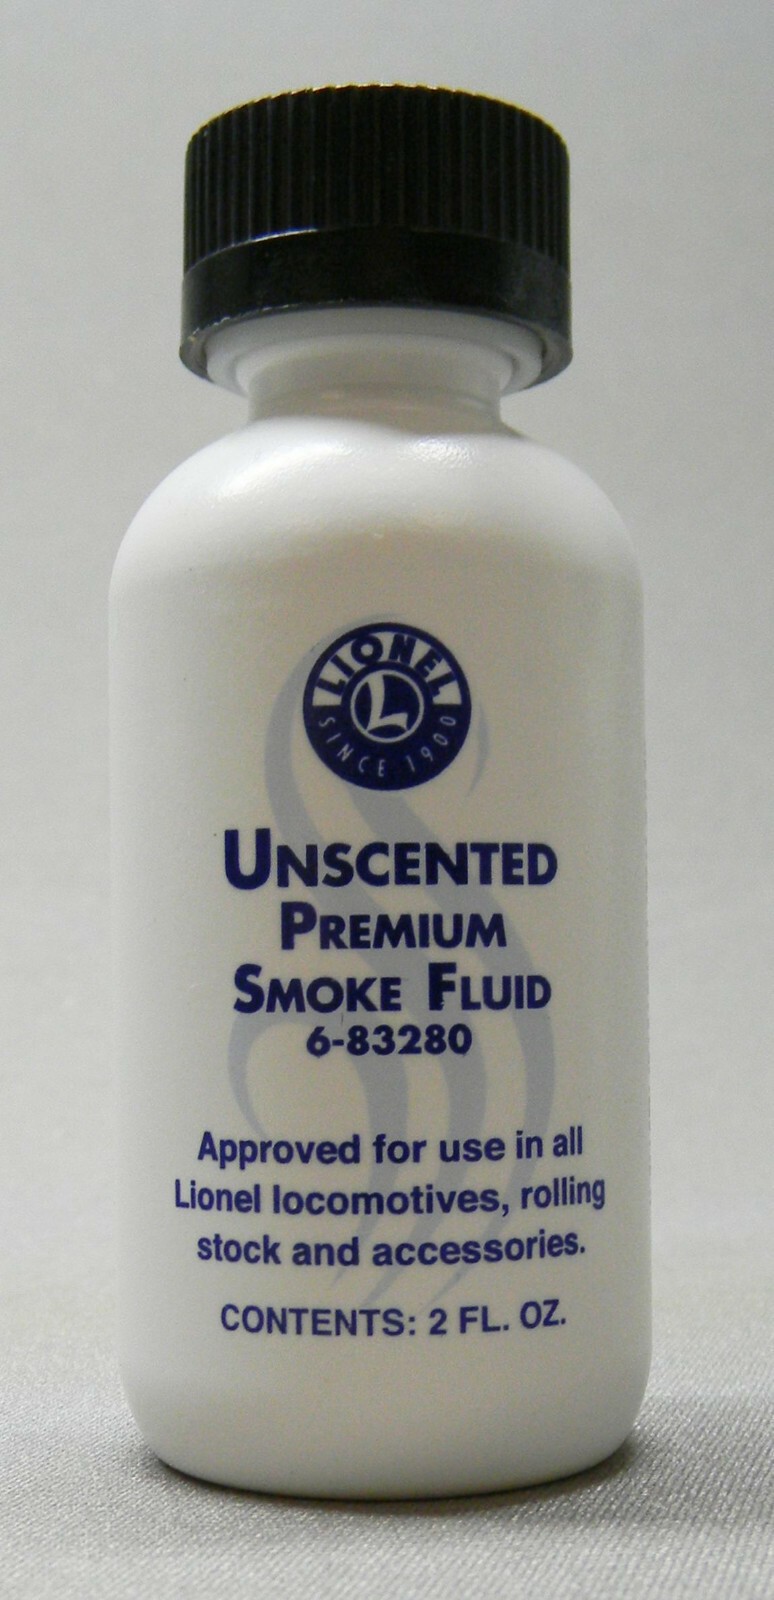 LIONEL
L
SINCE 1900
UNSCENTED
PREMIUM
SMOKE FLUID
6-83280
Approved for use in all
Lionel locomotives, rolling
stock and accessories.
CONTENTS: 2 FL. OZ.